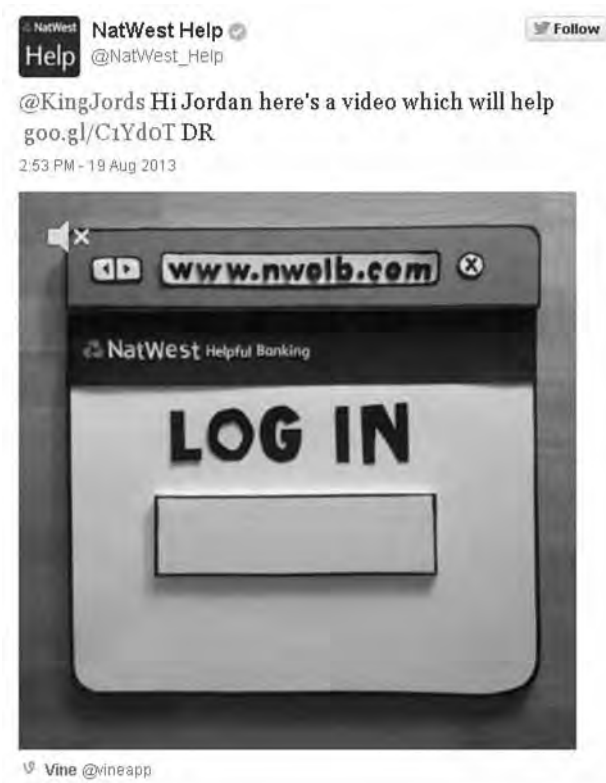 NatWest
Help
NatWest Help
@NatWest_Help
Follow
@KingJords Hi Jordan here's a video which will help
goo.gl/C1YdoT DR
2:53 PM - 19 Aug 2013
www.nwolb.com
NatWest Helpful Banking
LOG IN
Vine @vineapp